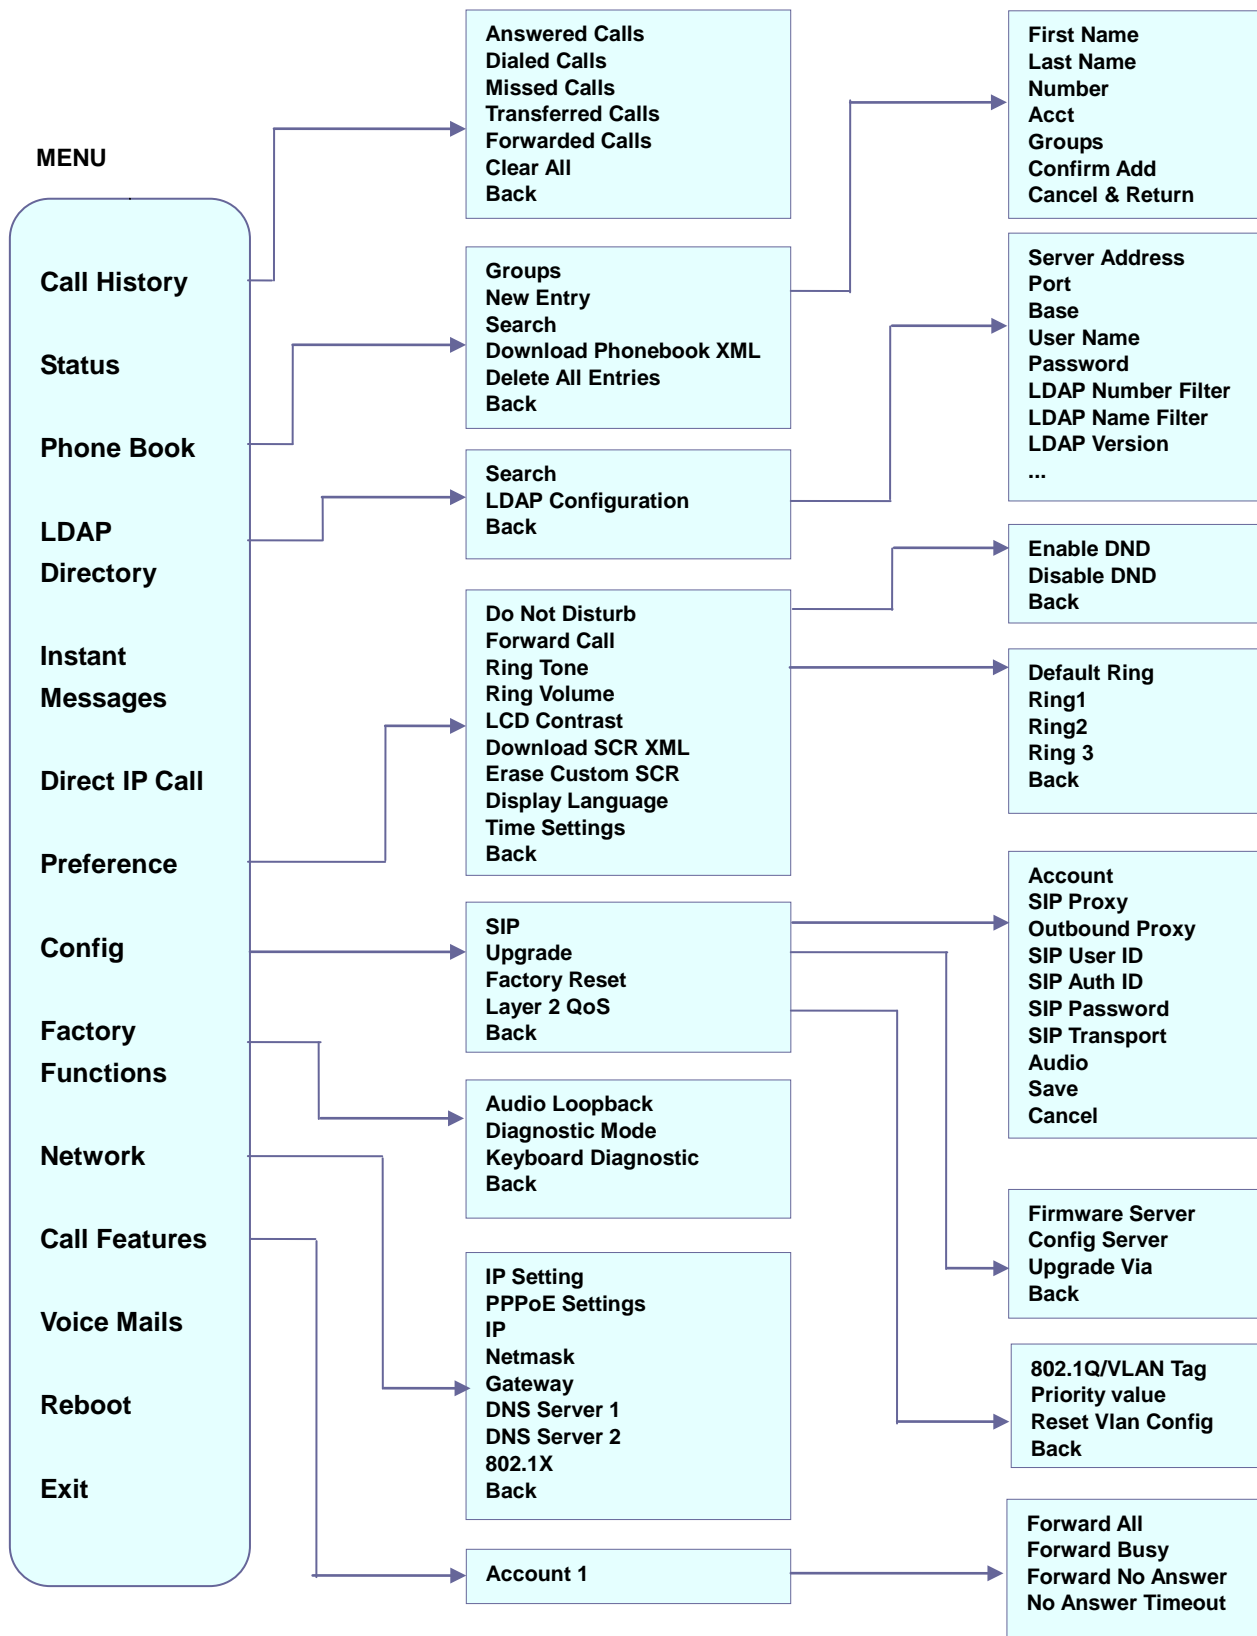 MENU
Call History
Status
Phone Book
LDAP
Directory
Instant
Messages
Direct IP Call
Preference
Config
Factory
Functions
Network
Call Features
Voice Mails
Reboot
Exit
Answered Calls
Dialed Calls
Missed Calls
Transferred Calls
Forwarded Calls
Clear All
Back
Groups
New Entry
Search
Download Phonebook XML
Delete All Entries
Back
Search
LDAP Configuration
Back
Do Not Disturb
Forward Call
Ring Tone
Ring Volume
LCD Contrast
Download SCR XML
Erase Custom SCR
Display Language
Time Settings
Back
SIP
Upgrade
Factory Reset
Layer 2 QoS
Back
Audio Loopback
Diagnostic Mode
Keyboard Diagnostic
Back
IP Setting
PPPoE Settings
IP
Netmask
Gateway
DNS Server 1
DNS Server 2
802.1X
Back
Account 1
First Name
Last Name
Number
Acct
Groups
Confirm Add
Cancel & Return
Server Address
Port
Base
User Name
Password
LDAP Number Filter
LDAP Name Filter
LDAP Version
...
Enable DND
Disable DND
Back
Default Ring
Ring1
Ring2
Ring 3
Back
Account
SIP Proxy
Outbound Proxy
SIP User ID
SIP Auth ID
SIP Password
SIP Transport
Audio
Save
Cancel
Firmware Server
Config Server
Upgrade Via
Back
802.1Q/VLAN Tag
Priority value
Reset Vlan Config
Back
Forward All
Forward Busy
Forward No Answer
No Answer Timeout